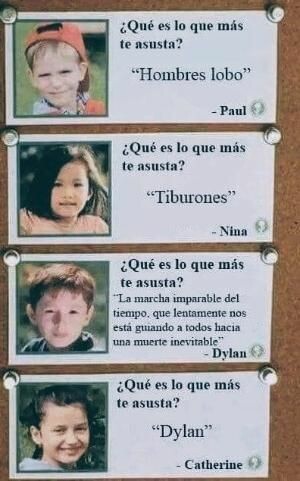 ¿Qué es lo que más
te asusta?
“Hombres lobo”
- Paul
¿Qué es lo que más
te asusta?
“Tiburones”
- Nina
¿Qué es lo que más
te asusta?
“La marcha imparable del
tiempo, que lentamente nos
está guiando a todos hacia
una muerte inevitable”
- Dylan
¿Qué es lo que más
te asusta?
“Dylan”
- Catherine